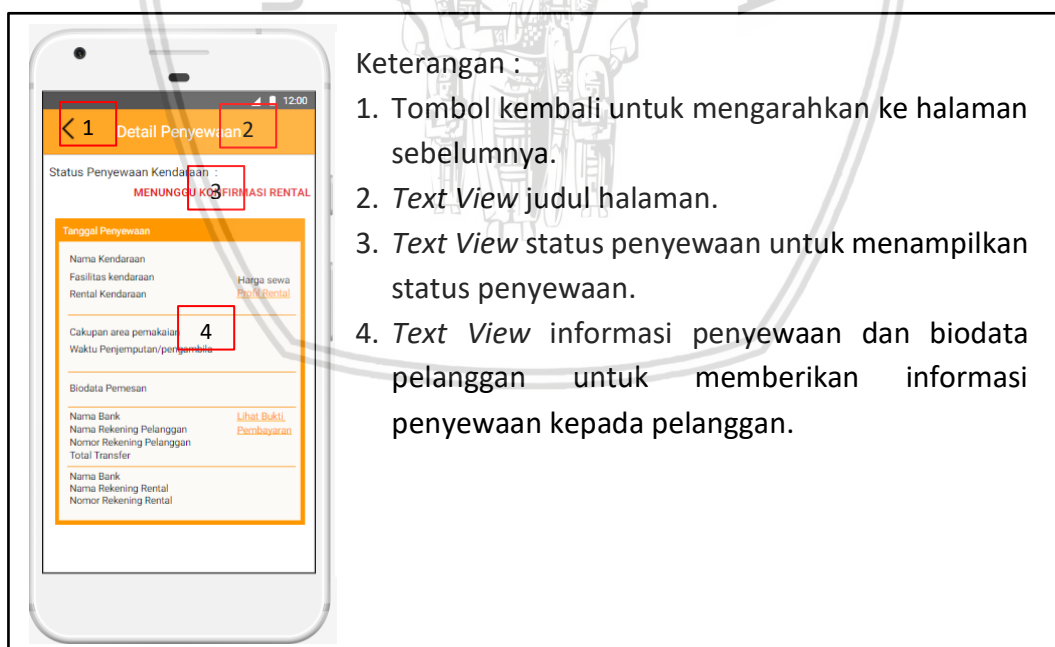 12:00
1
Detail Penyewaan
2
Status Penyewaan Kendaraan :
MENUNGGU KONFIRMASI RENTAL
3
Tanggal Penyewaan
Nama Kendaraan
Fasilitas kendaraan
Harga sewa
Rental Kendaraan
Profil Rental
Cakupan area pemakaian
4
Waktu Penjemputan/pengambila
Biodata Pemesan
Nama Bank
Lihat Bukti
Nama Rekening Pelanggan
Pembayaran
Nomor Rekening Pelanggan
Total Transfer
Nama Bank
Nama Rekening Rental
Nomor Rekening Rental
Keterangan :
1. Tombol kembali untuk mengarahkan ke halaman
sebelumnya.
2. Text View judul halaman.
3. Text View status penyewaan untuk menampilkan
status penyewaan.
4. Text View informasi penyewaan dan biodata
pelanggan untuk memberikan informasi
penyewaan kepada pelanggan.